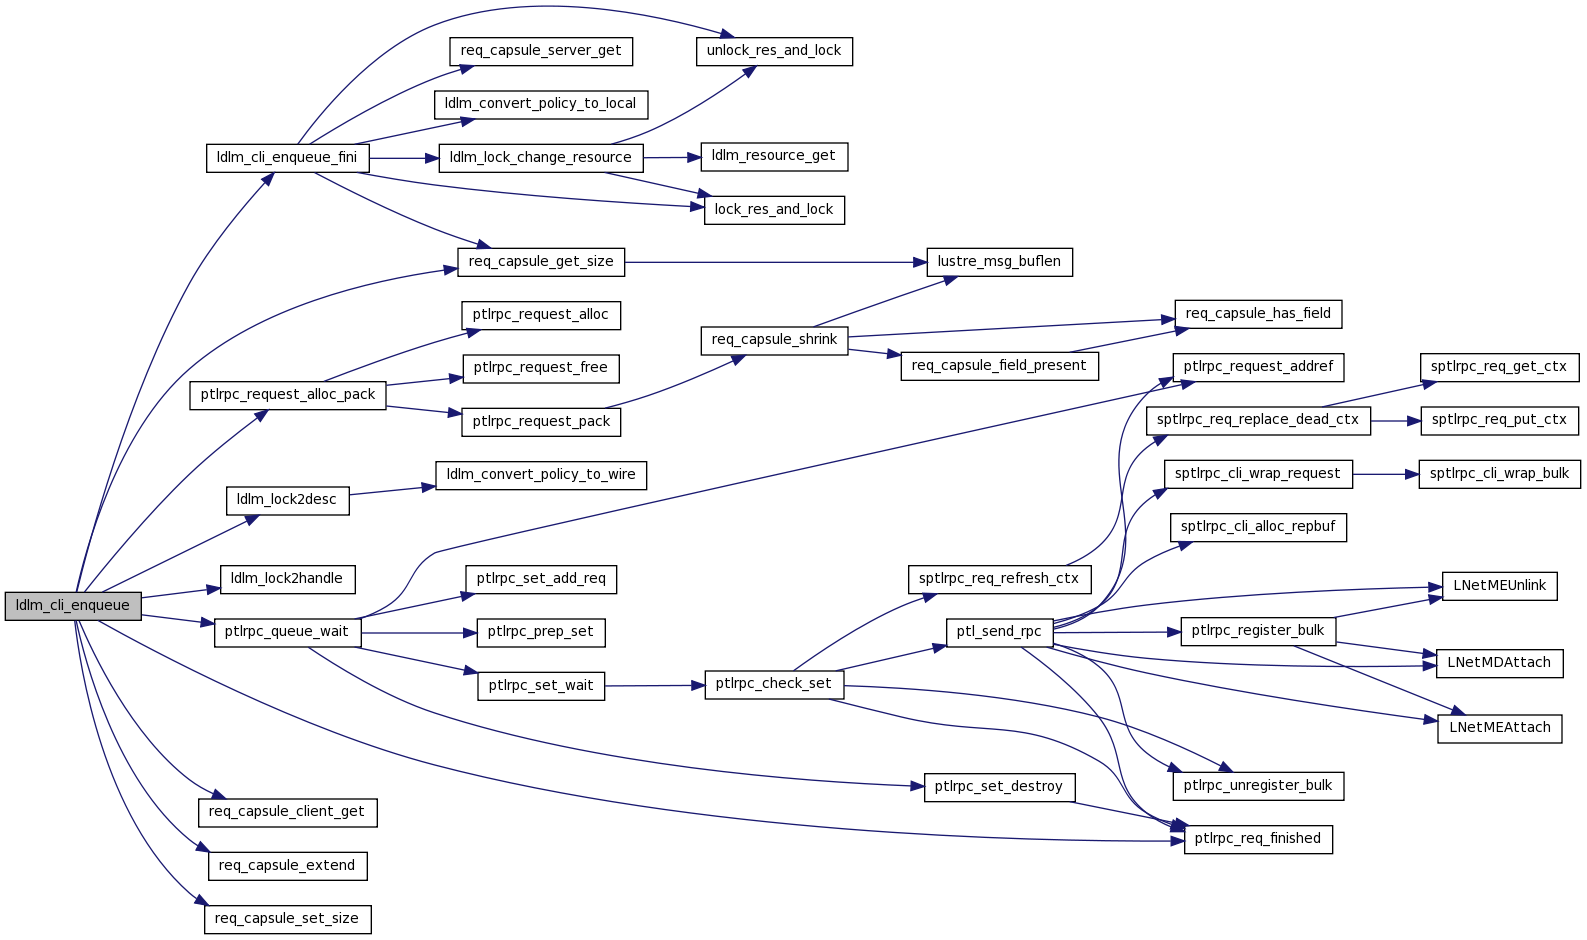 unlock_res_and_lock
req_capsule_server_get
ldlm_convert_policy_to_local
ldlm_cli_enqueue_fini
ldlm_lock_change_resource
ldlm_resource_get
lock_res_and_lock
req_capsule_get_size
lustre_msg_buflen
ptlrpc_request_alloc
req_capsule_has_field
req_capsule_shrink
req_capsule_field_present
ptlrpc_request_free
ptlrpc_request_addref
sptlrpc_req_get_ctx
ptlrpc_request_alloc_pack
ptlrpc_request_pack
sptlrpc_req_replace_dead_ctx
sptlrpc_req_put_ctx
ldlm_convert_policy_to_wire
sptlrpc_cli_wrap_request
sptlrpc_cli_wrap_bulk
ldlm_lock2desc
sptlrpc_cli_alloc_repbuf
ldlm_lock2handle
ptlrpc_set_add_req
sptlrpc_req_refresh_ctx
LNetMEUnlink
ldlm_cli_enqueue
ptlrpc_queue_wait
ptlrpc_prep_set
ptl_send_rpc
ptlrpc_register_bulk
LNetMDAttach
ptlrpc_set_wait
ptlrpc_check_set
LNetMEAttach
ptlrpc_set_destroy
ptlrpc_unregister_bulk
req_capsule_client_get
ptlrpc_req_finished
req_capsule_extend
req_capsule_set_size